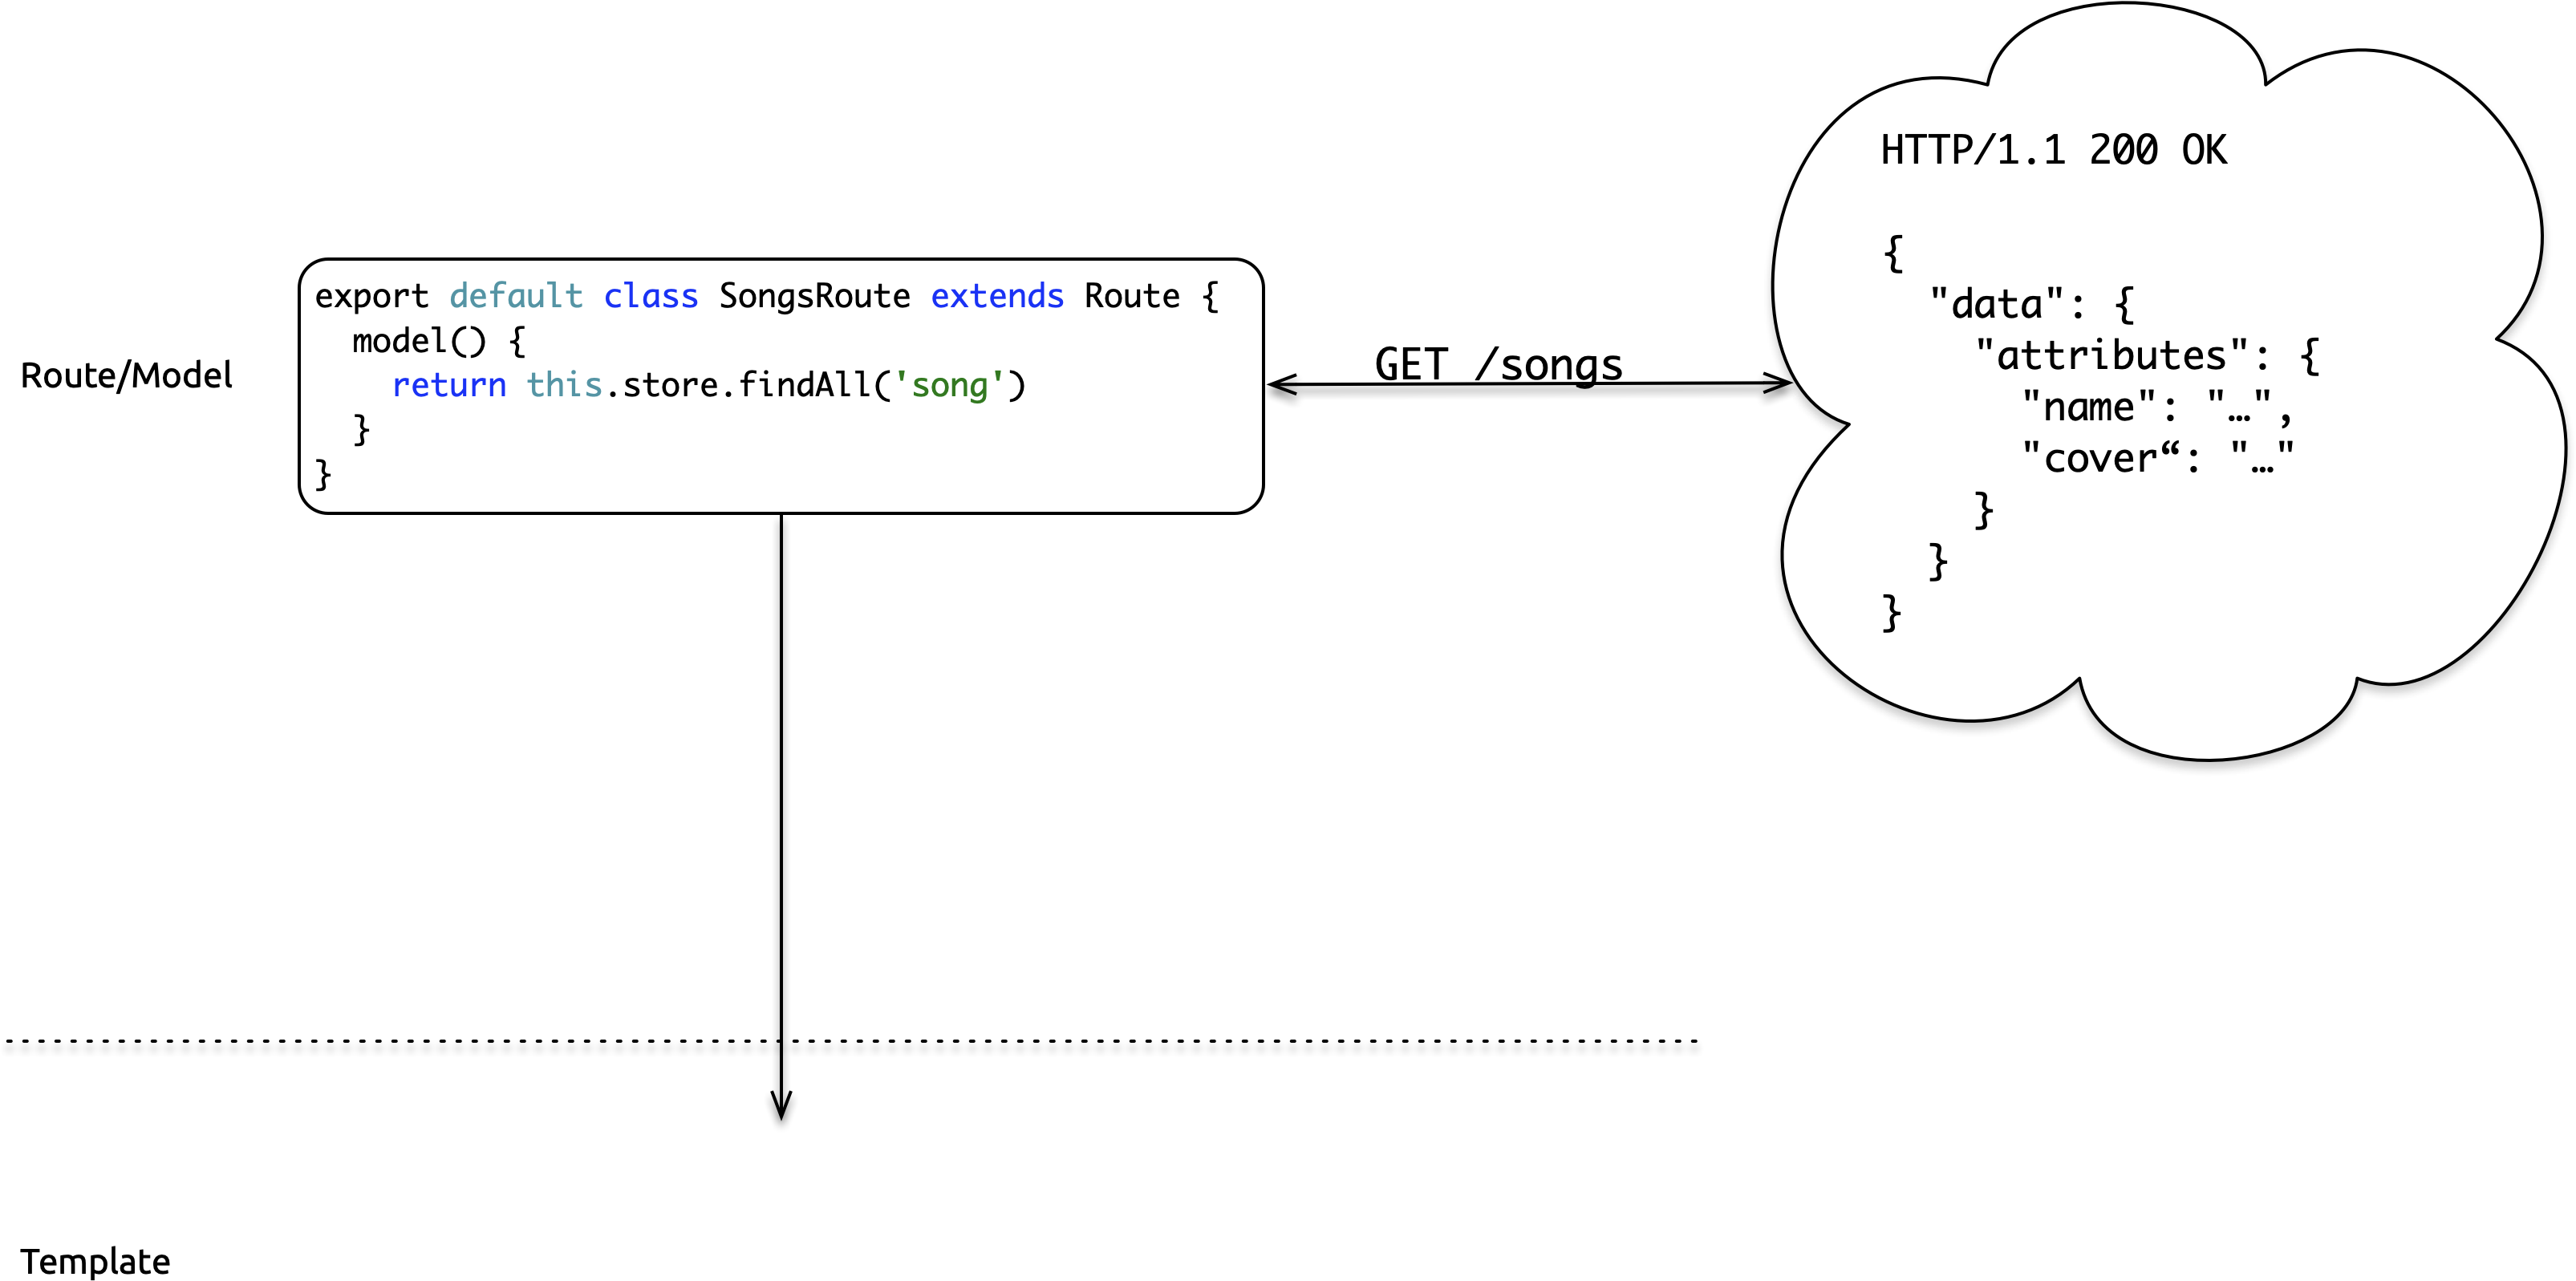 Route/Model
export default class SongsRoute extends Route {
  model() {
    return this.store.findAll('song')
  }
}
GET /songs
HTTP/1.1 200 OK
{
  "data": {
    "attributes": {
      "name": "…",
      "cover“: "…"
    }
  }
}
Template